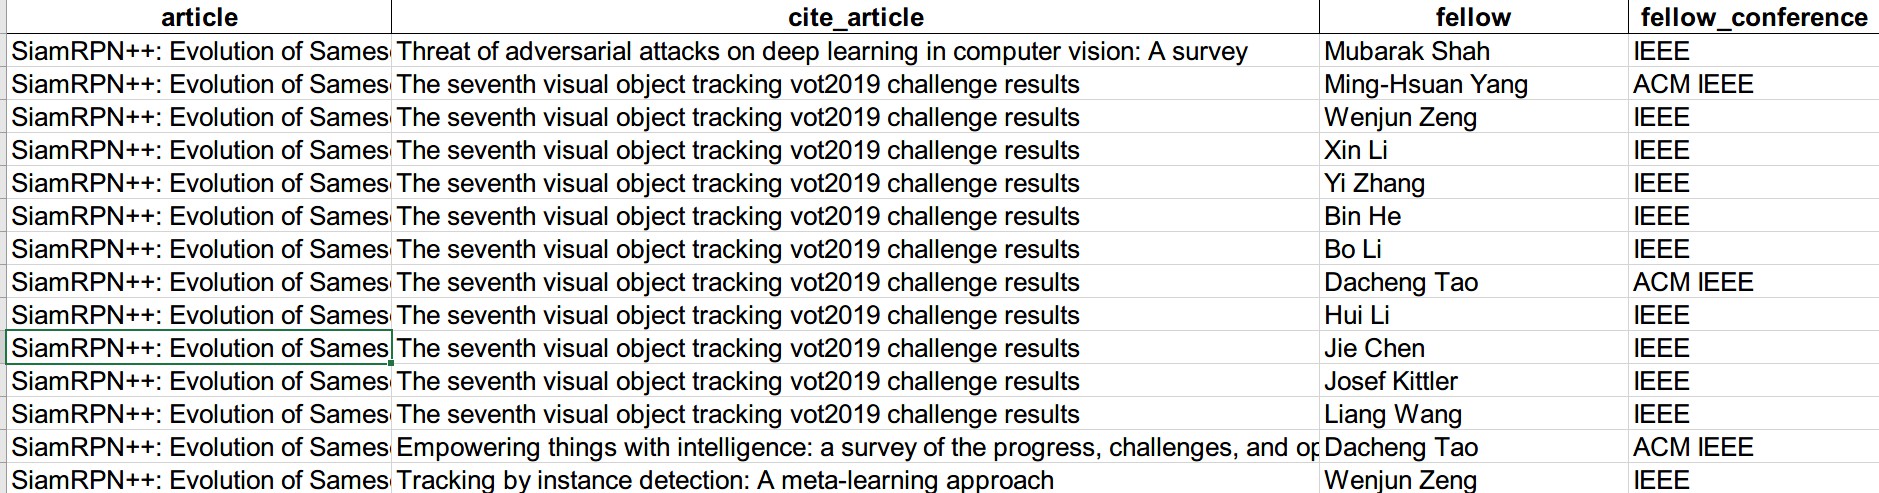 article cite_article fellow fellow_conference
SiamRPN++: Evolution of Sames Threat of adversarial attacks on deep learning in computer vision: A survey Mubarak Shah IEEE
SiamRPN++: Evolution of Sames The seventh visual object tracking vot2019 challenge results Ming-Hsuan Yang ACM IEEE
SiamRPN++: Evolution of Sames The seventh visual object tracking vot2019 challenge results Wenjun Zeng IEEE
SiamRPN++: Evolution of Sames The seventh visual object tracking vot2019 challenge results Xin Li IEEE
SiamRPN++: Evolution of Sames The seventh visual object tracking vot2019 challenge results Yi Zhang IEEE
SiamRPN++: Evolution of Sames The seventh visual object tracking vot2019 challenge results Bin He IEEE
SiamRPN++: Evolution of Sames The seventh visual object tracking vot2019 challenge results Bo Li IEEE
SiamRPN++: Evolution of Sames The seventh visual object tracking vot2019 challenge results Dacheng Tao ACM IEEE
SiamRPN++: Evolution of Sames The seventh visual object tracking vot2019 challenge results Hui Li IEEE
SiamRPN++: Evolution of Sames The seventh visual object tracking vot2019 challenge results Jie Chen IEEE
SiamRPN++: Evolution of Sames The seventh visual object tracking vot2019 challenge results Josef Kittler IEEE
SiamRPN++: Evolution of Sames The seventh visual object tracking vot2019 challenge results Liang Wang IEEE
SiamRPN++: Evolution of Sames Empowering things with intelligence: a survey of the progress, challenges, and op Dacheng Tao ACM IEEE
SiamRPN++: Evolution of Sames Tracking by instance detection: A meta-learning approach Wenjun Zeng IEEE